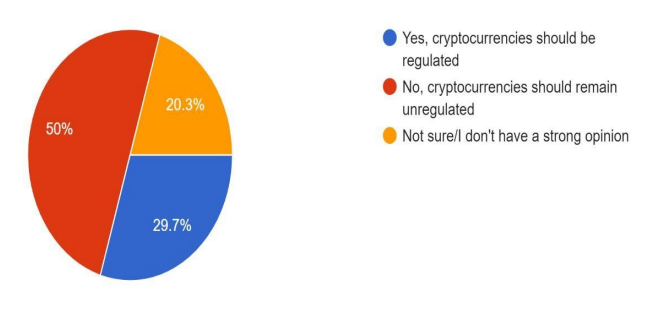 Yes, cryptocurrencies should be
regulated
No, cryptocurrencies should remain
unregulated
Not sure/I don't have a strong opinion
20.3%
50%
29.7%